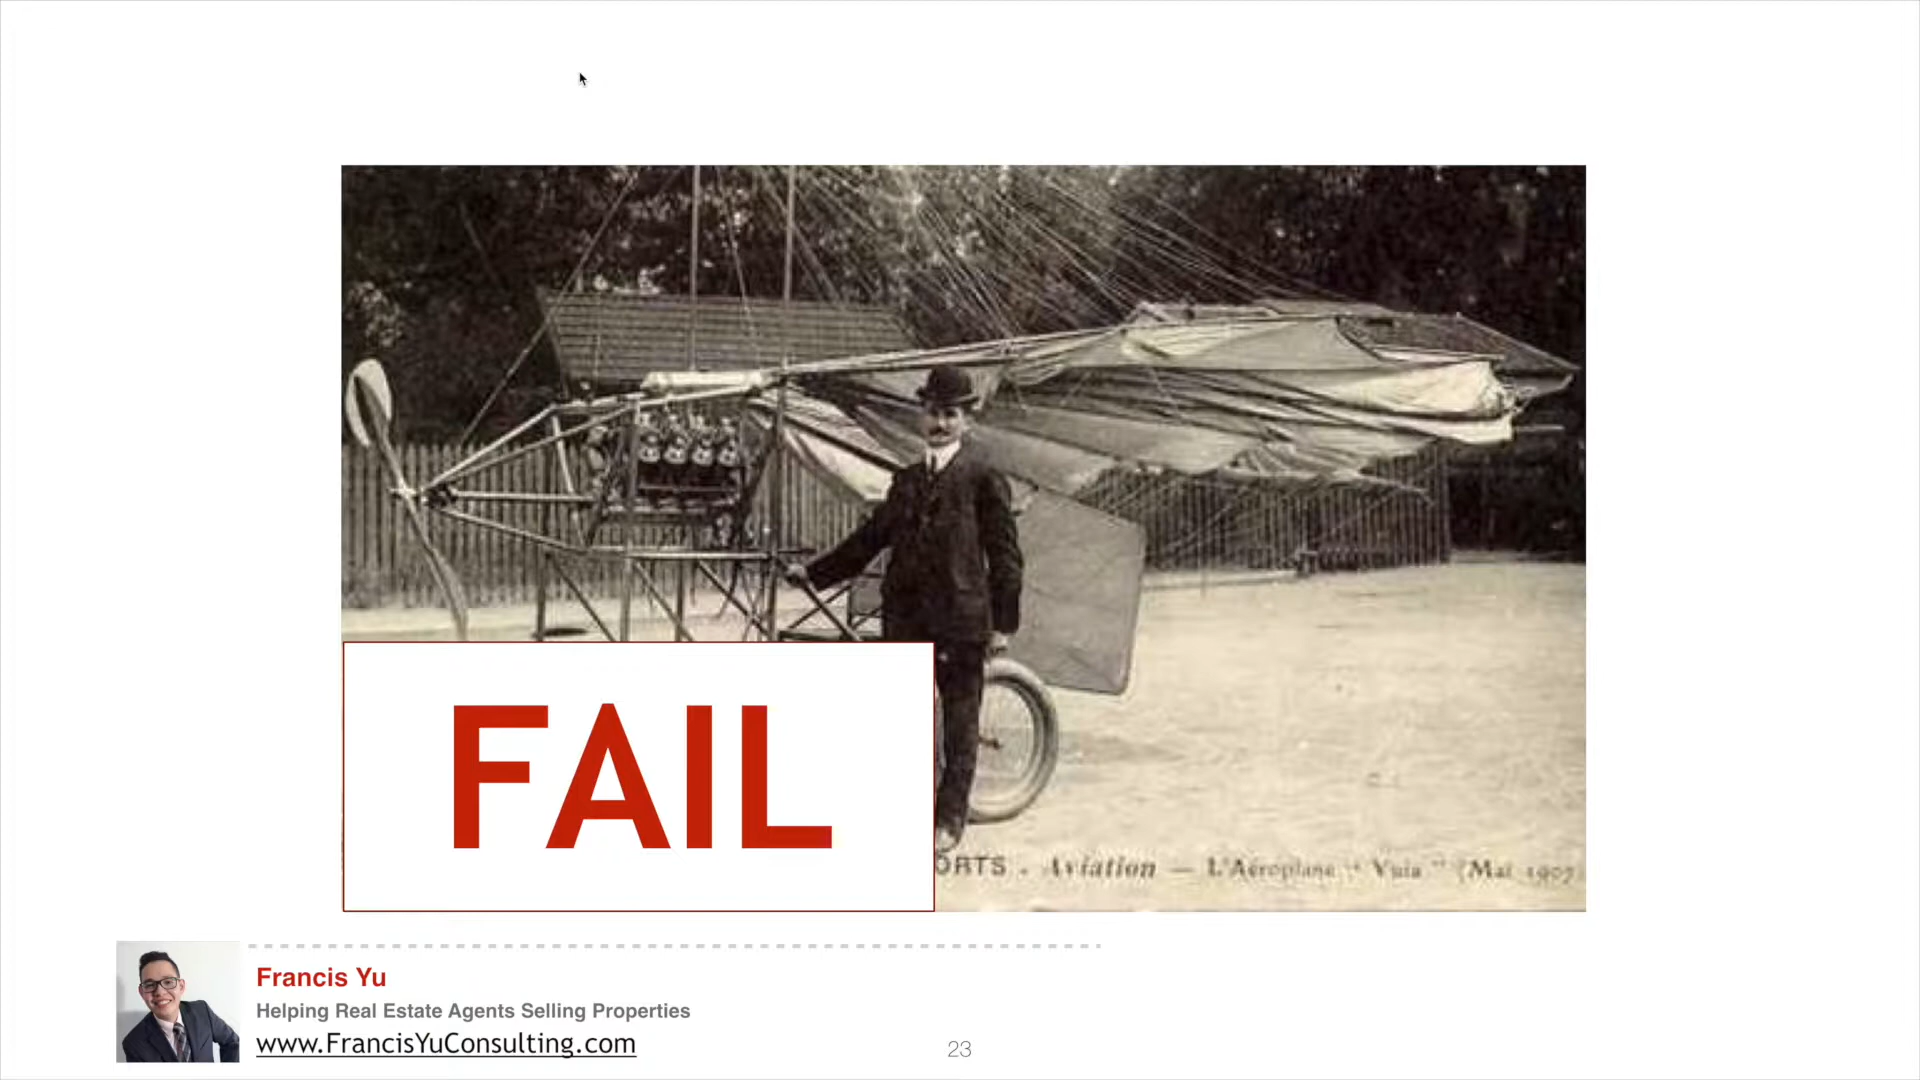 FAIL
ORTS . Aviation — L'Aéroplane " Vuia " (Mai 1907)
Francis Yu
Helping Real Estate Agents Selling Properties
www.FrancisYuConsulting.com
23